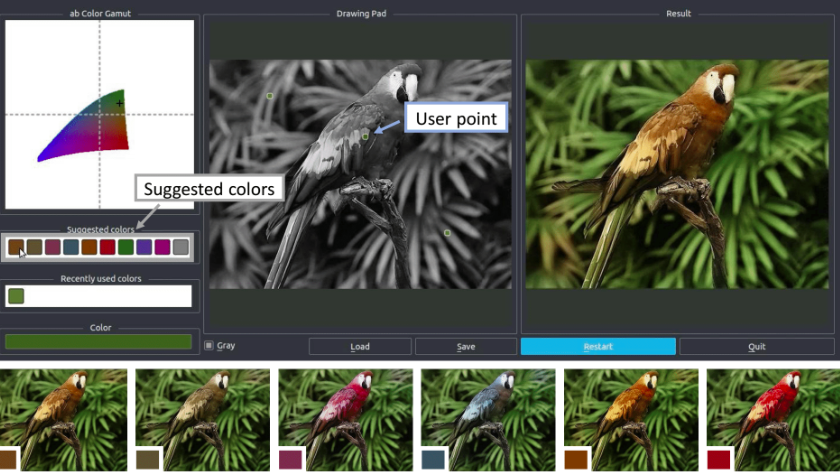 ab Color Gamut
Drawing Pad
Result
User point
Suggested colors
Suggested colors
Recently used colors
Color
Gray
Load
Save
Restart
Quit